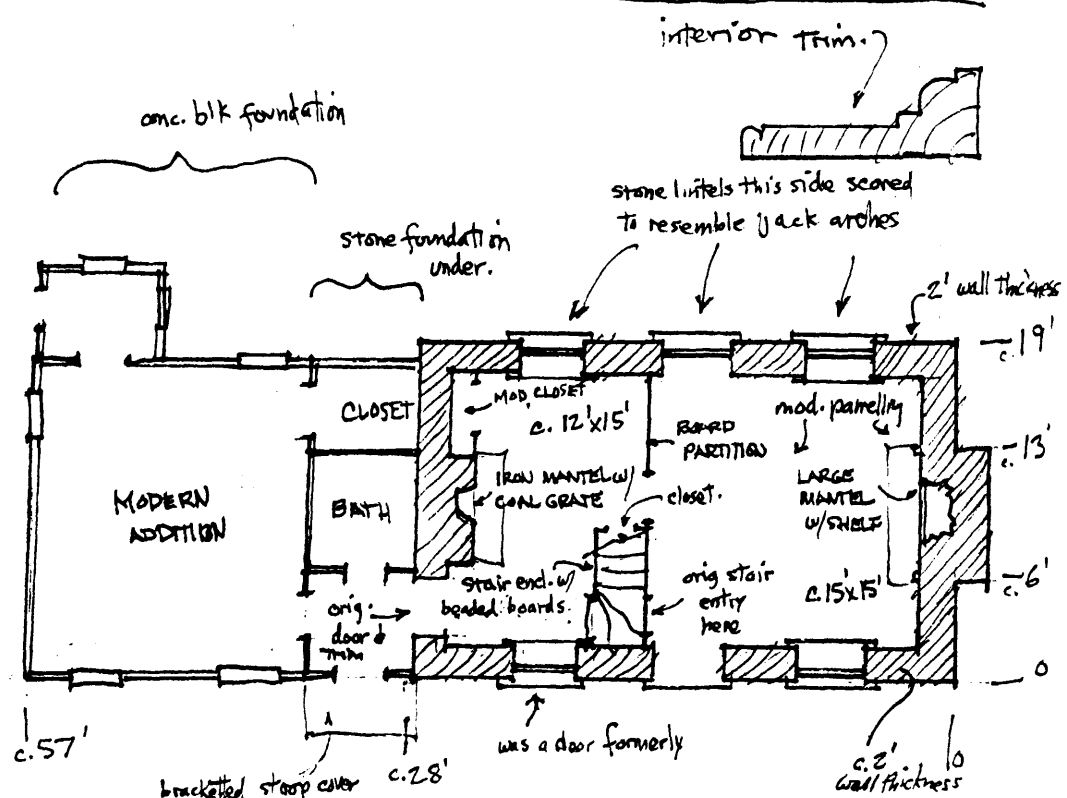 interior trim.
conc. blk foundation
stone lintels this side scored
to resemble jack arches
stone foundation
under.
2' wall thickness
c. 19'
CLOSET
MOD. CLOSET
c. 12'x15'
BOARD
PARTITION
mod. panelling
c. 13'
IRON MANTEL W/
COAL GRATE
closet.
LARGE
MANTEL
W/SHELF
MODERN
ADDITION
BATH
stair encl. w/
beaded boards.
orig stair
entry
here
c. 15'x15'
c. 6'
orig.
door &
trim
0
was a door formerly
c. 57'
c. 28'
bracketted stoop cover
c. 2'
wall thickness
0